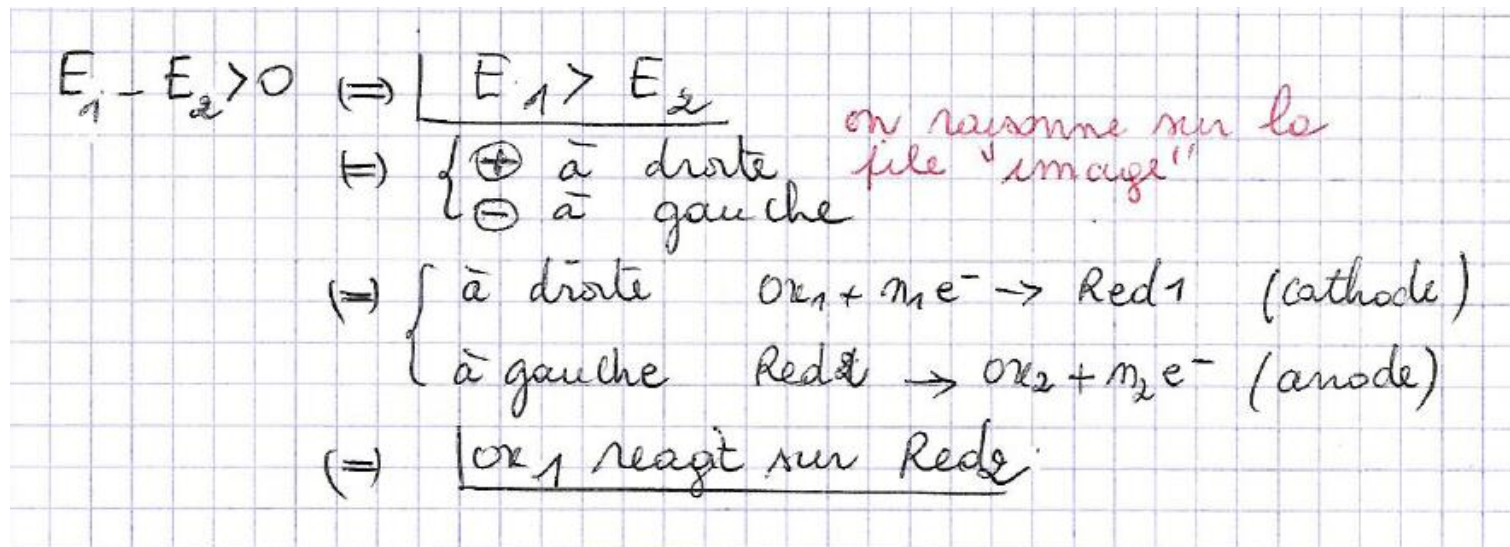 E₁ - E₂ > 0 (=) E₁ > E₂
on raisonne sur la
pile "image"
(=) { ⊕ à droite
⊖ à gauche
(=) { à droite ox₁ + n₁e⁻ → Red1 (cathode)
à gauche Red2 → ox₂ + n₂e⁻ (anode)
(=) ox₁ réagit sur Red2